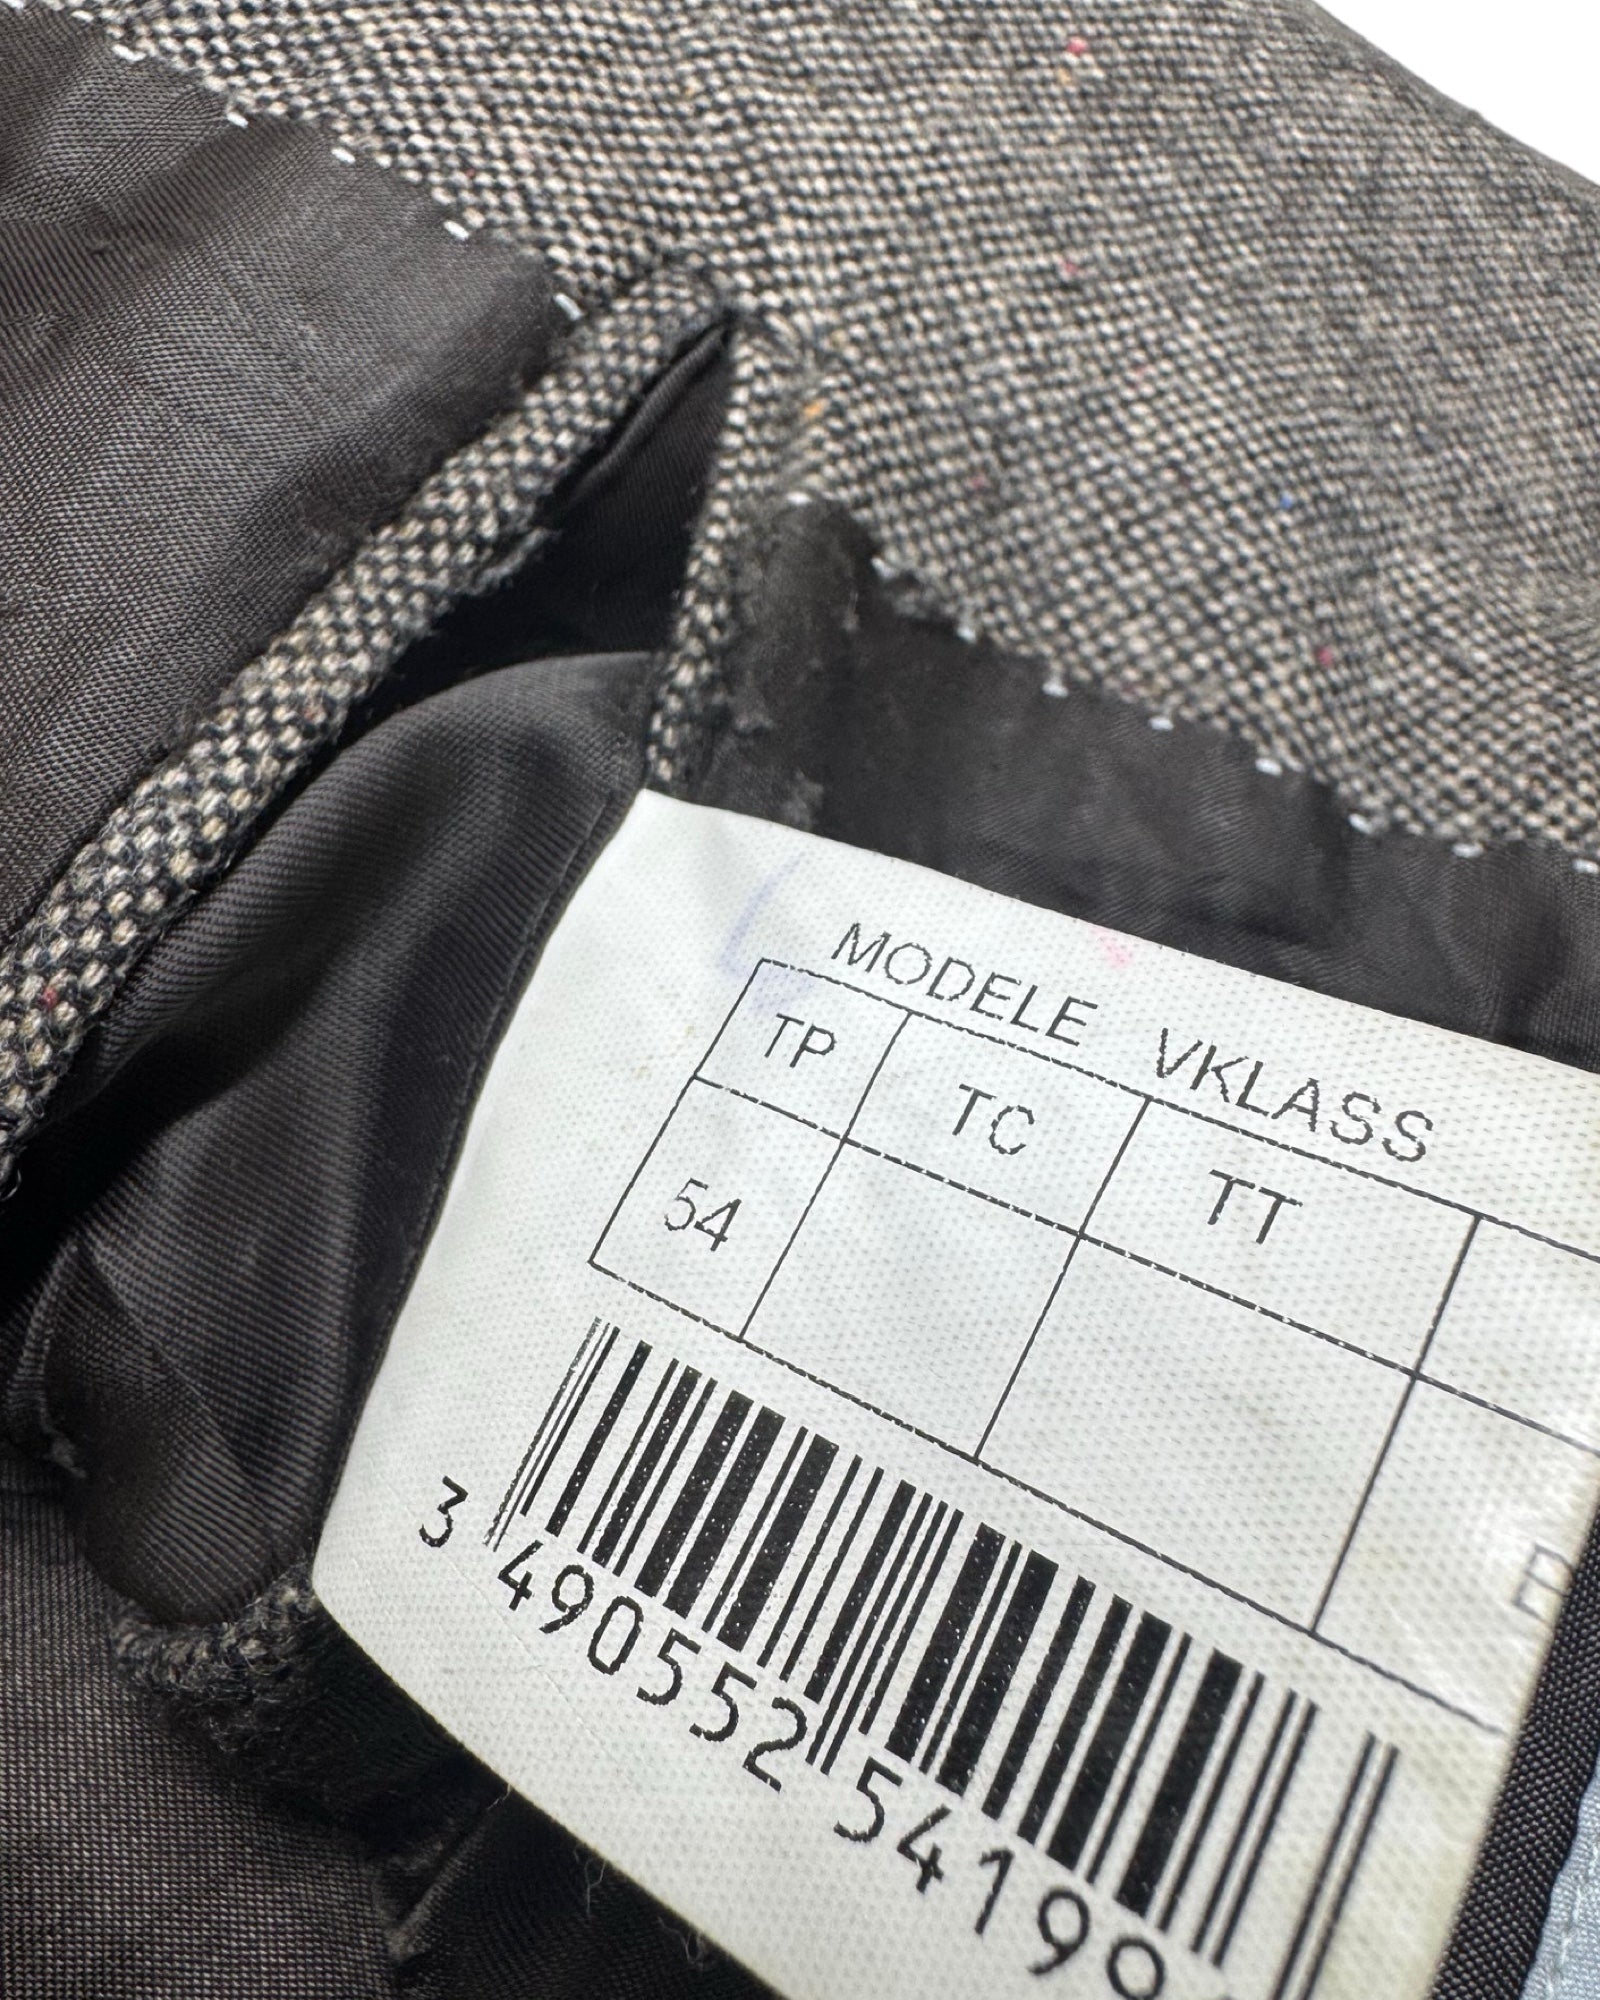 MODELE VKLASS
TP TC TT
54
3 490552 54199